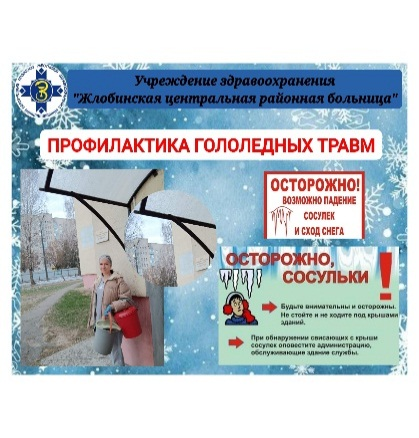 Учреждение здравоохранения
"Жлобинская центральная районная больница"
ПРОФИЛАКТИКА ГОЛОЛЕДНЫХ ТРАВМ
ОСТОРОЖНО!
ВОЗМОЖНО ПАДЕНИЕ
СОСУЛЕК
И СХОД СНЕГА
ОСТОРОЖНО,
СОСУЛЬКИ !
Будьте внимательны и осторожны.
Не стойте и не ходите под крышами
зданий.
При обнаружении свисающих с крыши
сосулек оповестите администрацию,
обслуживающие здание службы.